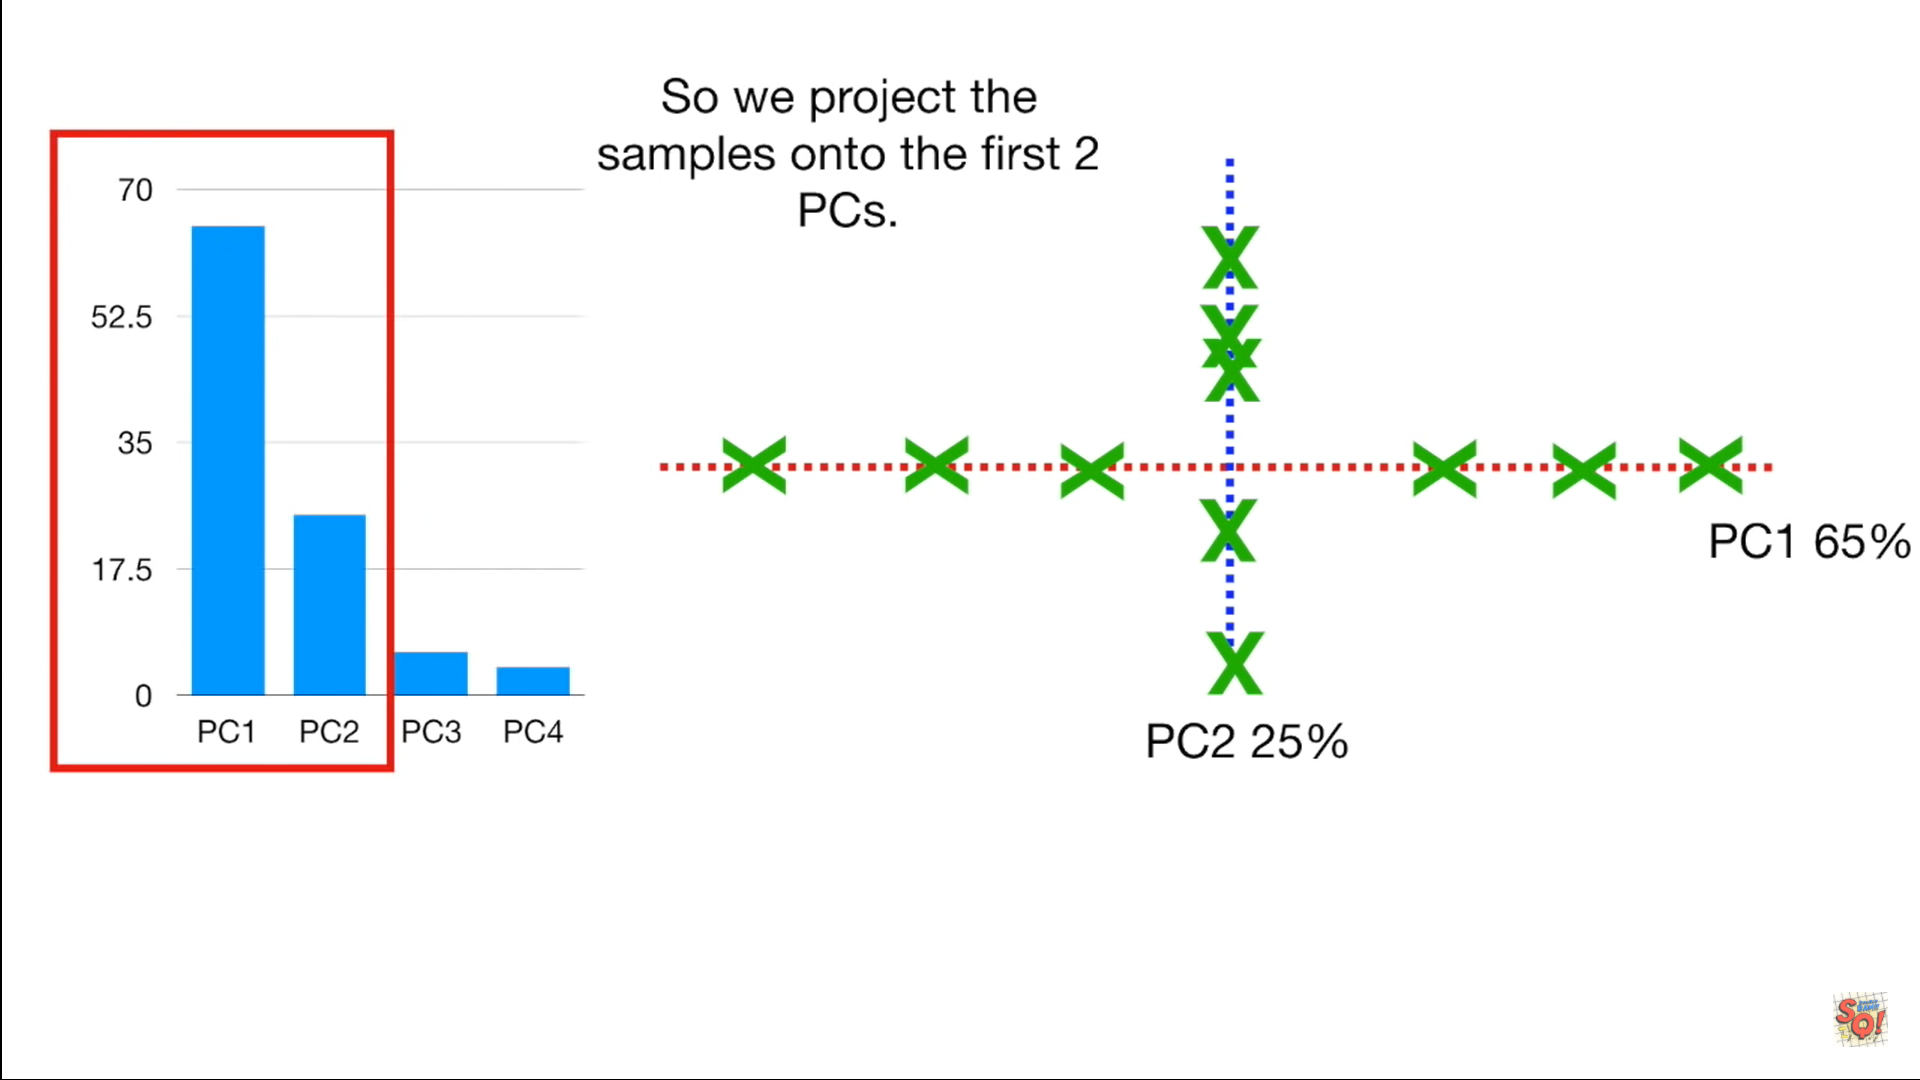 So we project the
samples onto the first 2
PCs.
70
52.5
35
17.5
0
PC1 PC2 PC3 PC4
X
X
X
X
X
X X X X X X
PC1 65%
PC2 25%
SQ!